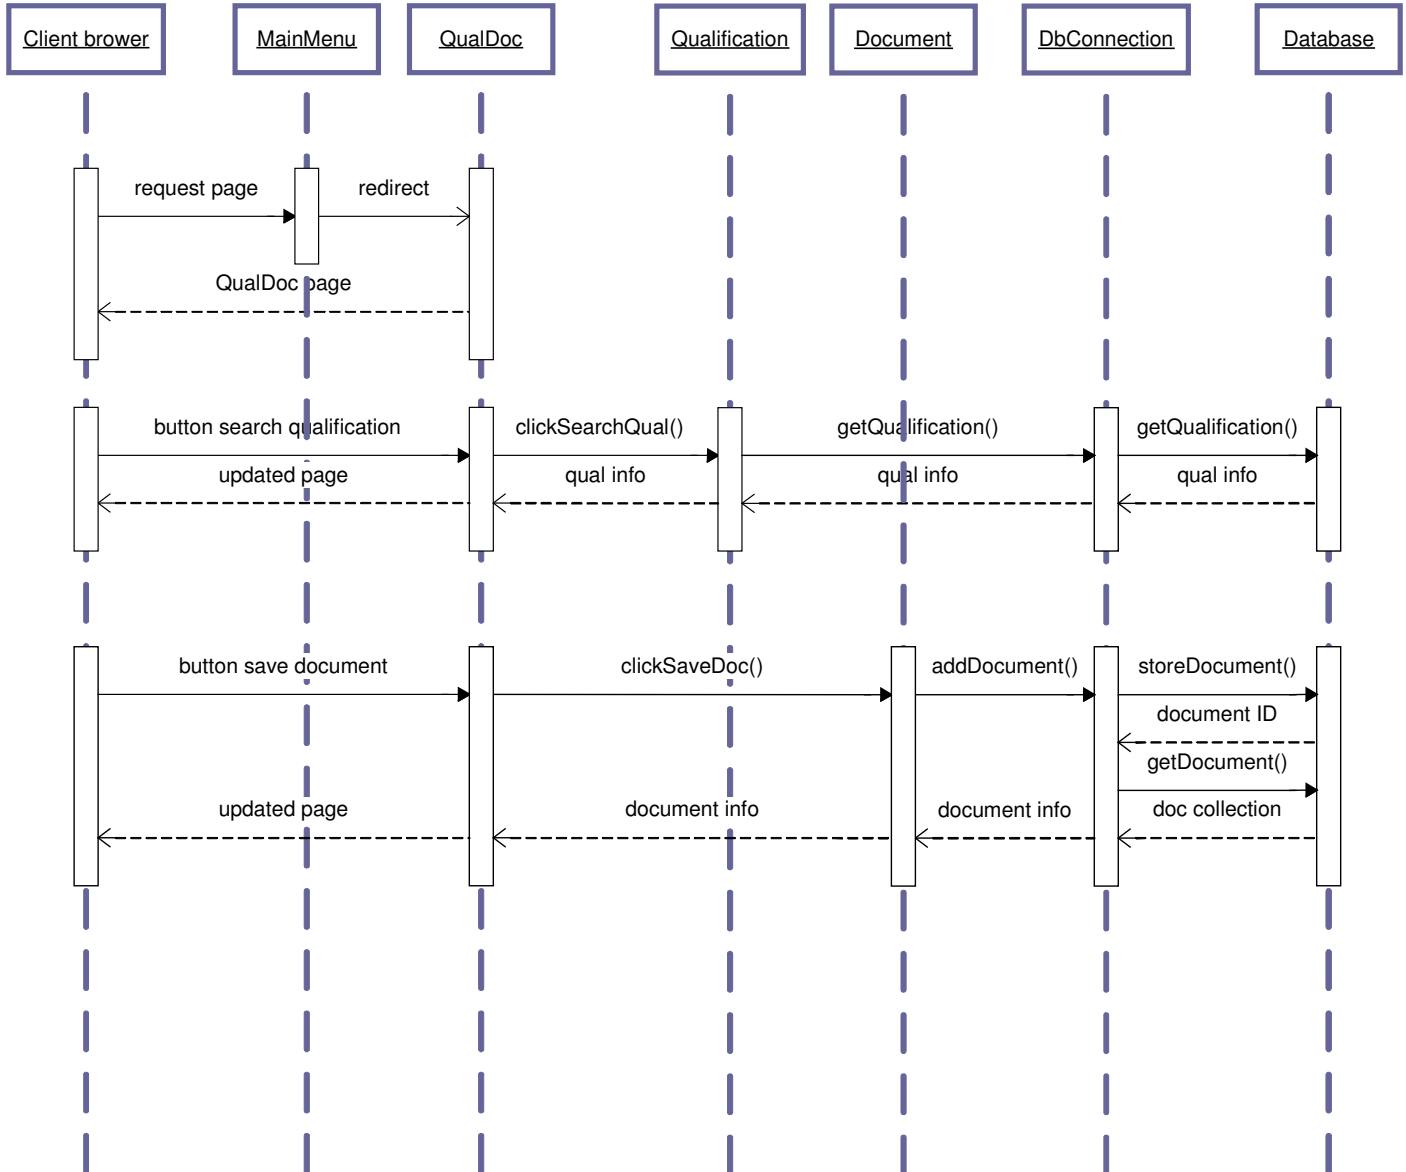 Client brower
MainMenu
QualDoc
Qualification
Document
DbConnection
Database
request page
redirect
QualDoc page
button search qualification
clickSearchQual()
getQualification()
getQualification()
updated page
qual info
qual info
qual info
button save document
clickSaveDoc()
addDocument()
storeDocument()
document ID
getDocument()
updated page
document info
document info
doc collection